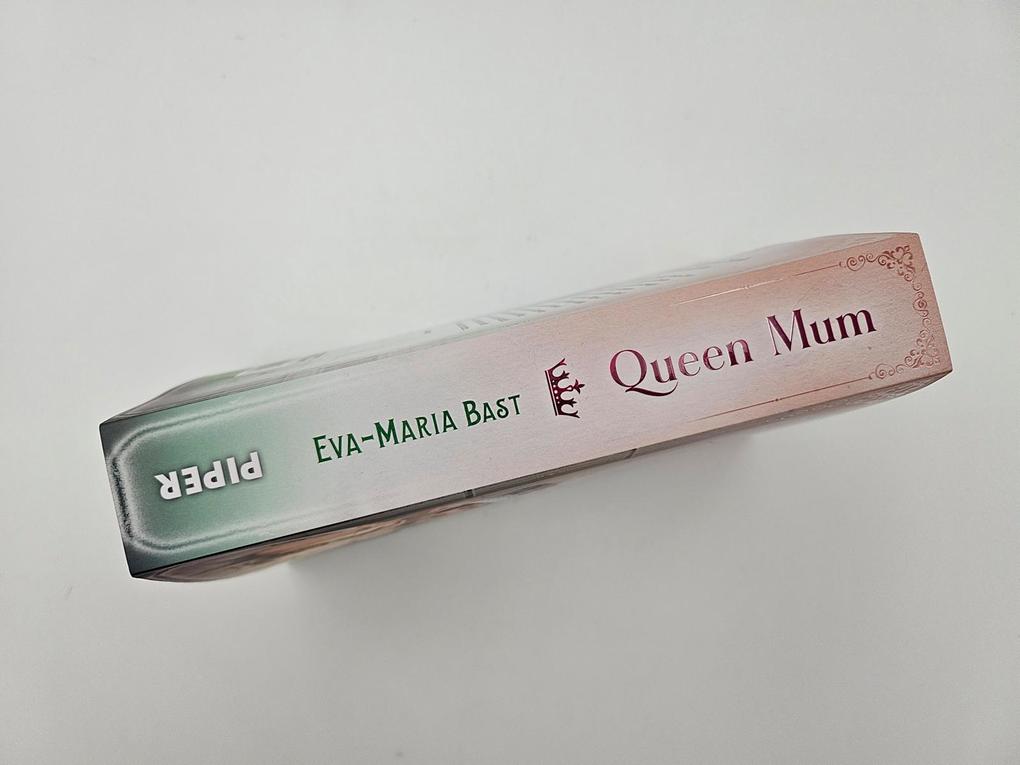 Eva-Maria Bast
Queen Mum
PIPER